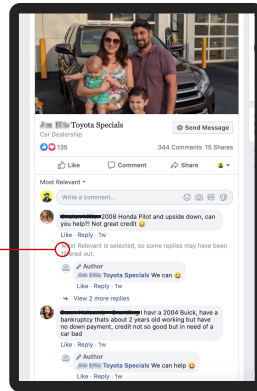 Toyota Specials
Car Dealership
Send Message
135
344 Comments 15 Shares
Like Comment Share
Most Relevant
Write a comment...
GIF
2008 Honda Pilot and upside down, can
you help?! Not great credit 😀
Like · Reply · 1w
Most Relevant is selected, so some replies may have been
filtered out.
Author
Toyota Specials We can 😀
Like · Reply · 1w
View 2 more replies
I havr a 2004 Buick, have a
bankruptcy thats about 2 years old working but have
no down payment, credit not so good but in need of a
car bad
Like · Reply · 1w
Author
Toyota Specials We can help 😀
Like · Reply · 1w